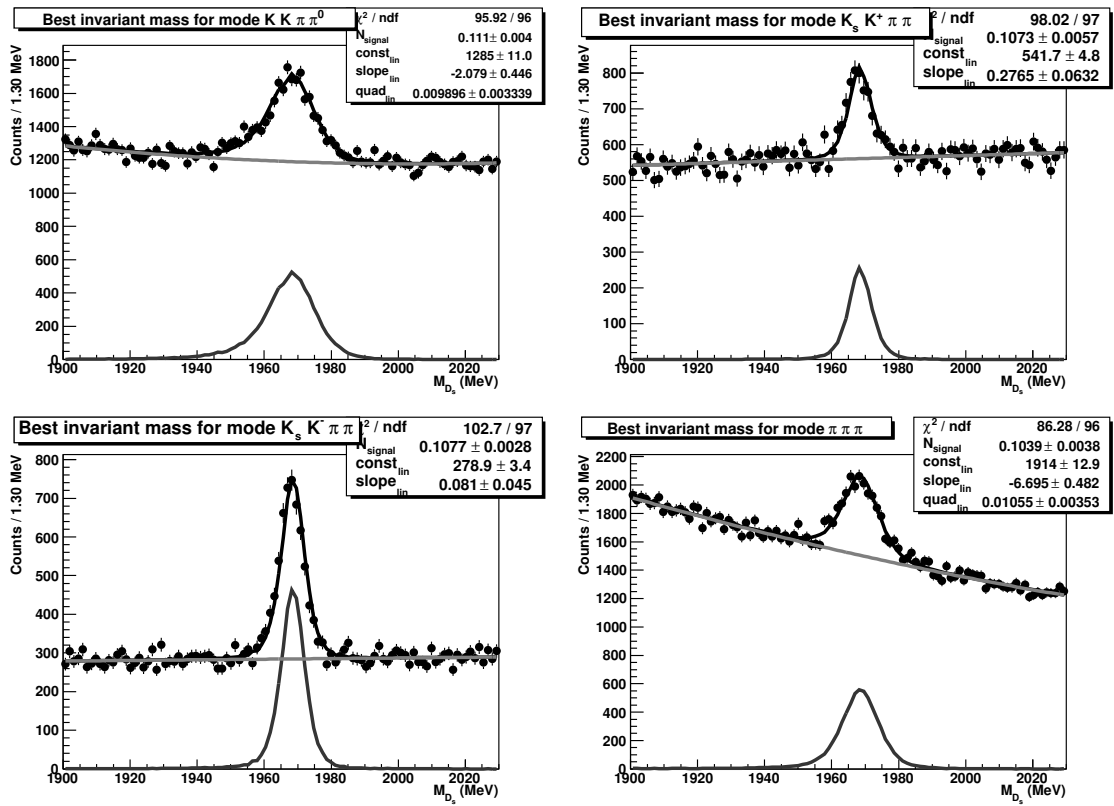 Best invariant mass for mode K K π π⁰
χ² / ndf 95.92 / 96
N_signal 0.111± 0.004
const_lin 1285 ± 11.0
slope_lin -2.079 ± 0.446
quad_lin 0.009896 ± 0.003339
Counts / 1.30 MeV
1800
1600
1400
1200
1000
800
600
400
200
0
1900 1920 1940 1960 1980 2000 2020
M_Ds (MeV)
Best invariant mass for mode K_s K⁺ π π
² / ndf 98.02 / 97
N_signal 0.1073 ± 0.0057
const_lin 541.7 ± 4.8
slope_lin 0.2765 ± 0.0632
Counts / 1.30 MeV
800
700
600
500
400
300
200
100
0
1900 1920 1940 1960 1980 2000 2020
M_Ds (MeV)
Best invariant mass for mode K_s K⁻ π π
χ² / ndf 102.7 / 97
N_signal 0.1077 ± 0.0028
const_lin 278.9 ± 3.4
slope_lin 0.081 ± 0.045
Counts / 1.30 MeV
800
700
600
500
400
300
200
100
0
1900 1920 1940 1960 1980 2000 2020
M_Ds (MeV)
Best invariant mass for mode π π π
χ² / ndf 86.28 / 96
N_signal 0.1039 ± 0.0038
const_lin 1914 ± 12.9
slope_lin -6.695 ± 0.482
quad_lin 0.01055 ± 0.00353
Counts / 1.30 MeV
2200
2000
1800
1600
1400
1200
1000
800
600
400
200
0
1900 1920 1940 1960 1980 2000 2020
M_Ds (MeV)